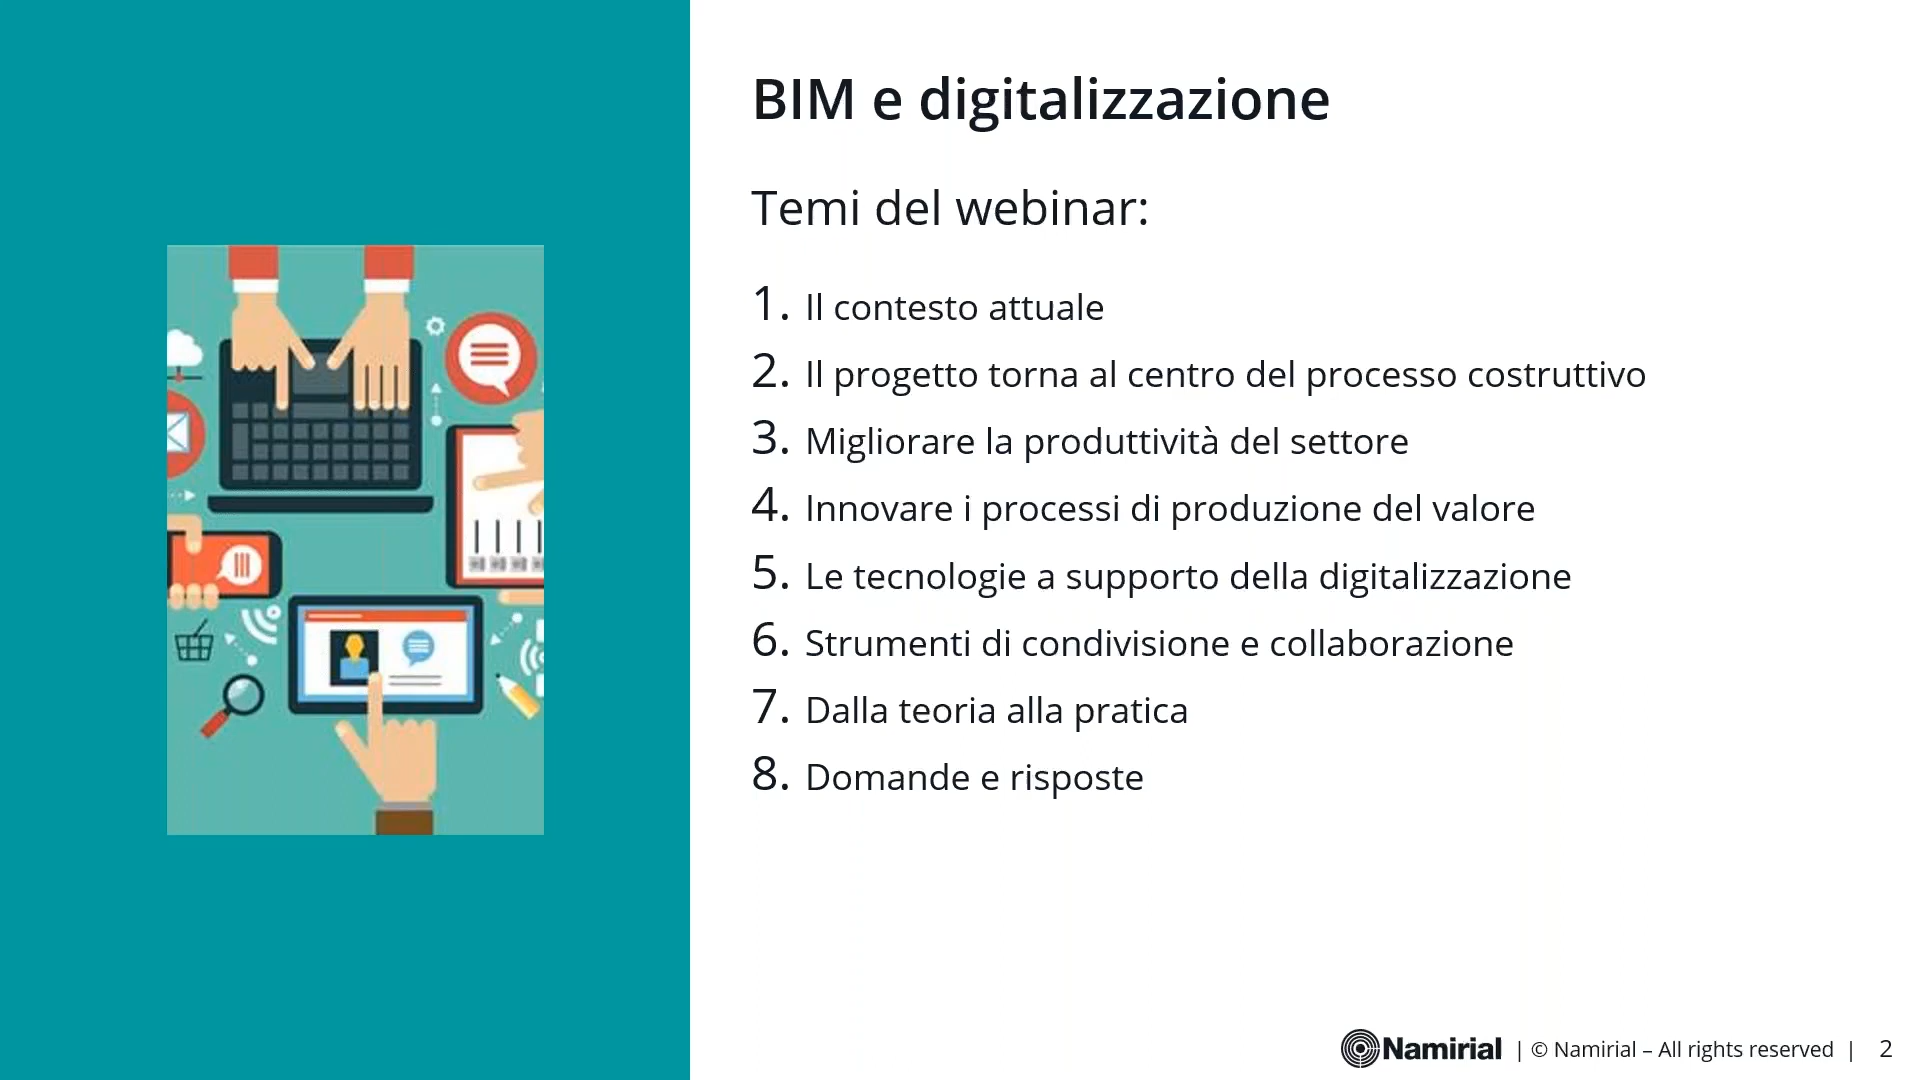 BIM e digitalizzazione
Temi del webinar:
1. Il contesto attuale
2. Il progetto torna al centro del processo costruttivo
3. Migliorare la produttività del settore
4. Innovare i processi di produzione del valore
5. Le tecnologie a supporto della digitalizzazione
6. Strumenti di condivisione e collaborazione
7. Dalla teoria alla pratica
8. Domande e risposte
Namirial | © Namirial – All rights reserved | 2